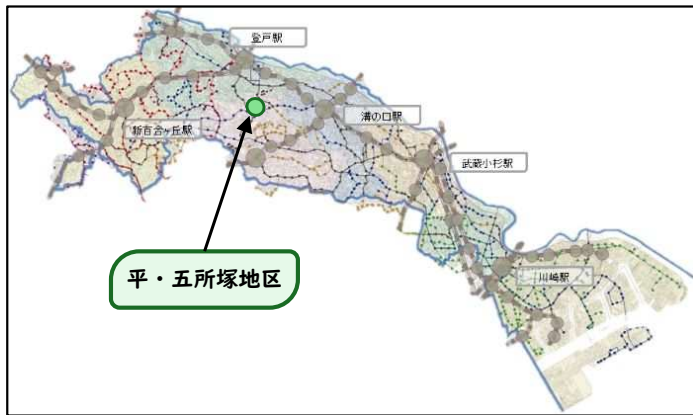 登戸駅
溝の口駅
新百合ヶ丘駅
武蔵小杉駅
平・五所塚地区
川崎駅